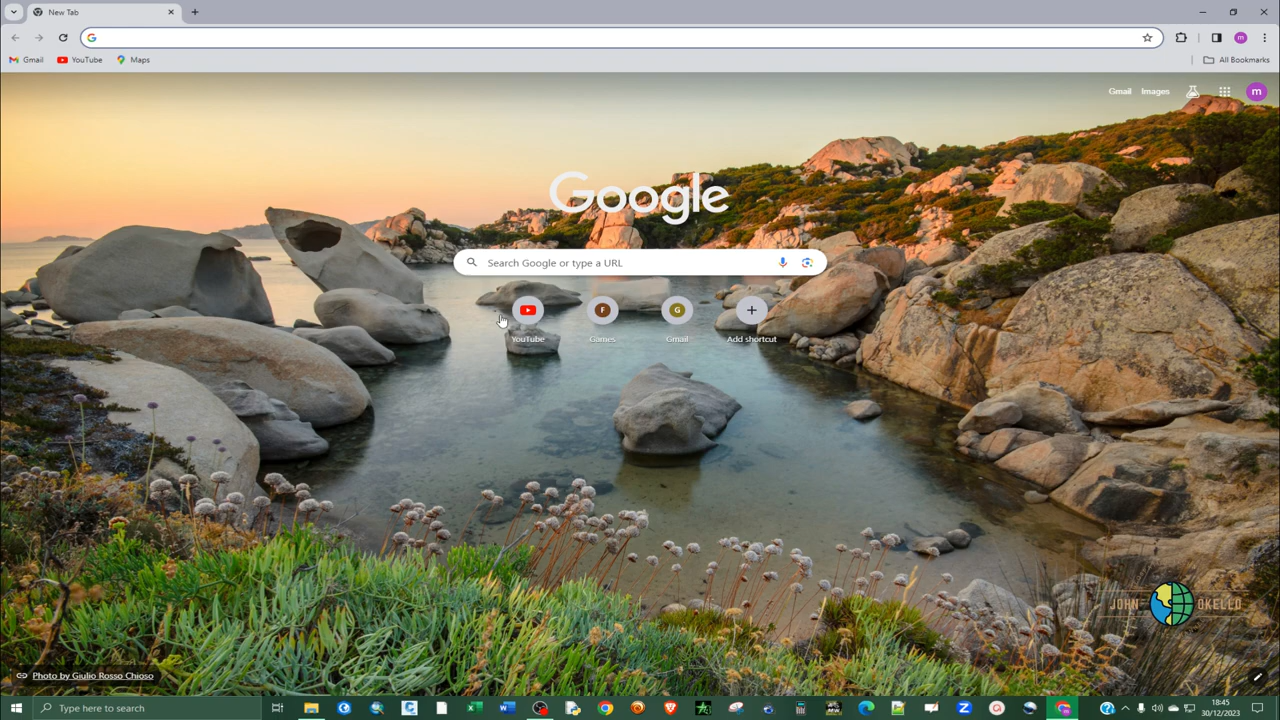 New Tab
Gmail YouTube Maps All Bookmarks
Gmail Images m
m
Google
Search Google or type a URL
F G
YouTube Games Gmail Add shortcut
JOHN OKELLO
Photo by Giulio Rosso Chioso
Type here to search
18:45
30/12/2023